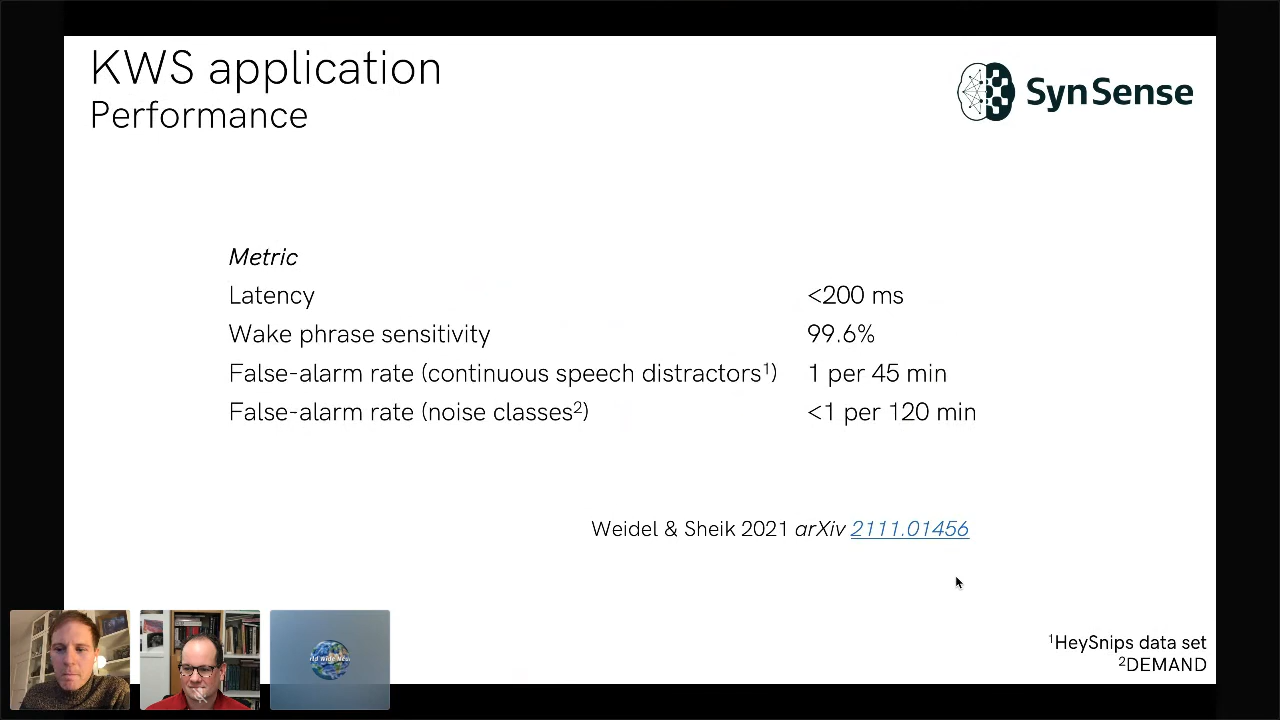 KWS application
Performance
SynSense
Metric
Latency <200 ms
Wake phrase sensitivity 99.6%
False-alarm rate (continuous speech distractors¹) 1 per 45 min
False-alarm rate (noise classes²) <1 per 120 min
Weidel & Sheik 2021 arXiv 2111.01456
¹HeySnips data set
²DEMAND